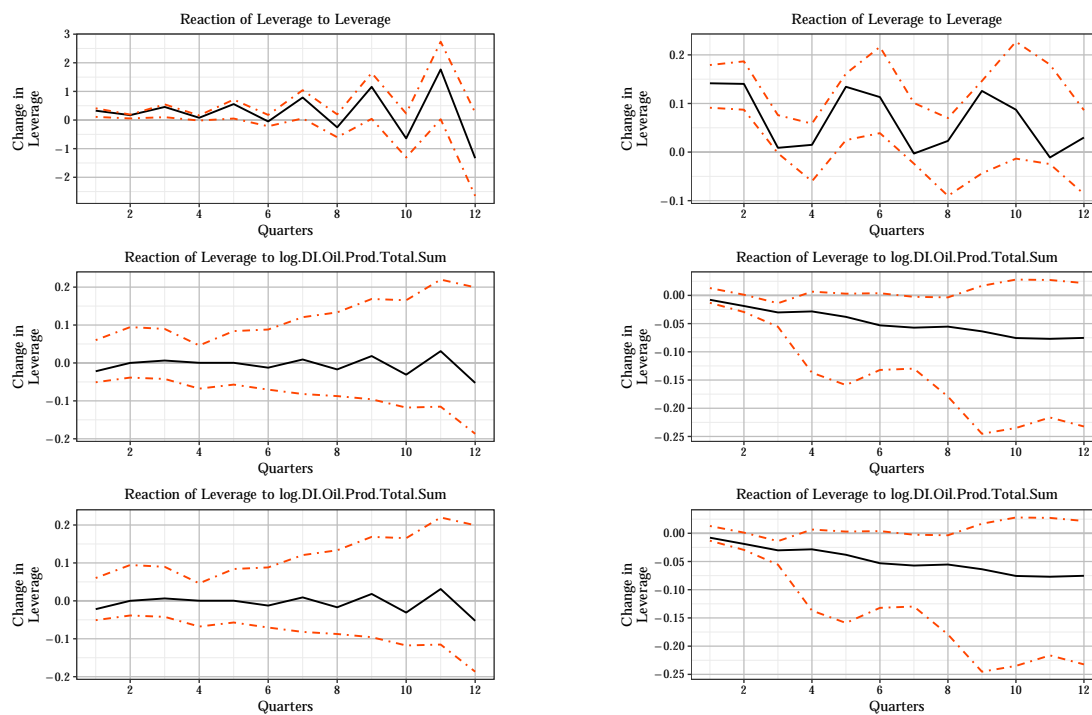 Reaction of Leverage to Leverage
3
2
1
0
−1
−2
Change in
Leverage
2 4 6 8 10 12
Quarters
Reaction of Leverage to Leverage
0.2
0.1
0.0
−0.1
Change in
Leverage
2 4 6 8 10 12
Quarters
Reaction of Leverage to log.DI.Oil.Prod.Total.Sum
0.2
0.1
0.0
−0.1
−0.2
Change in
Leverage
2 4 6 8 10 12
Quarters
Reaction of Leverage to log.DI.Oil.Prod.Total.Sum
0.00
−0.05
−0.10
−0.15
−0.20
−0.25
Change in
Leverage
2 4 6 8 10 12
Quarters
Reaction of Leverage to log.DI.Oil.Prod.Total.Sum
0.2
0.1
0.0
−0.1
−0.2
Change in
Leverage
2 4 6 8 10 12
Quarters
Reaction of Leverage to log.DI.Oil.Prod.Total.Sum
0.00
−0.05
−0.10
−0.15
−0.20
−0.25
Change in
Leverage
2 4 6 8 10 12
Quarters